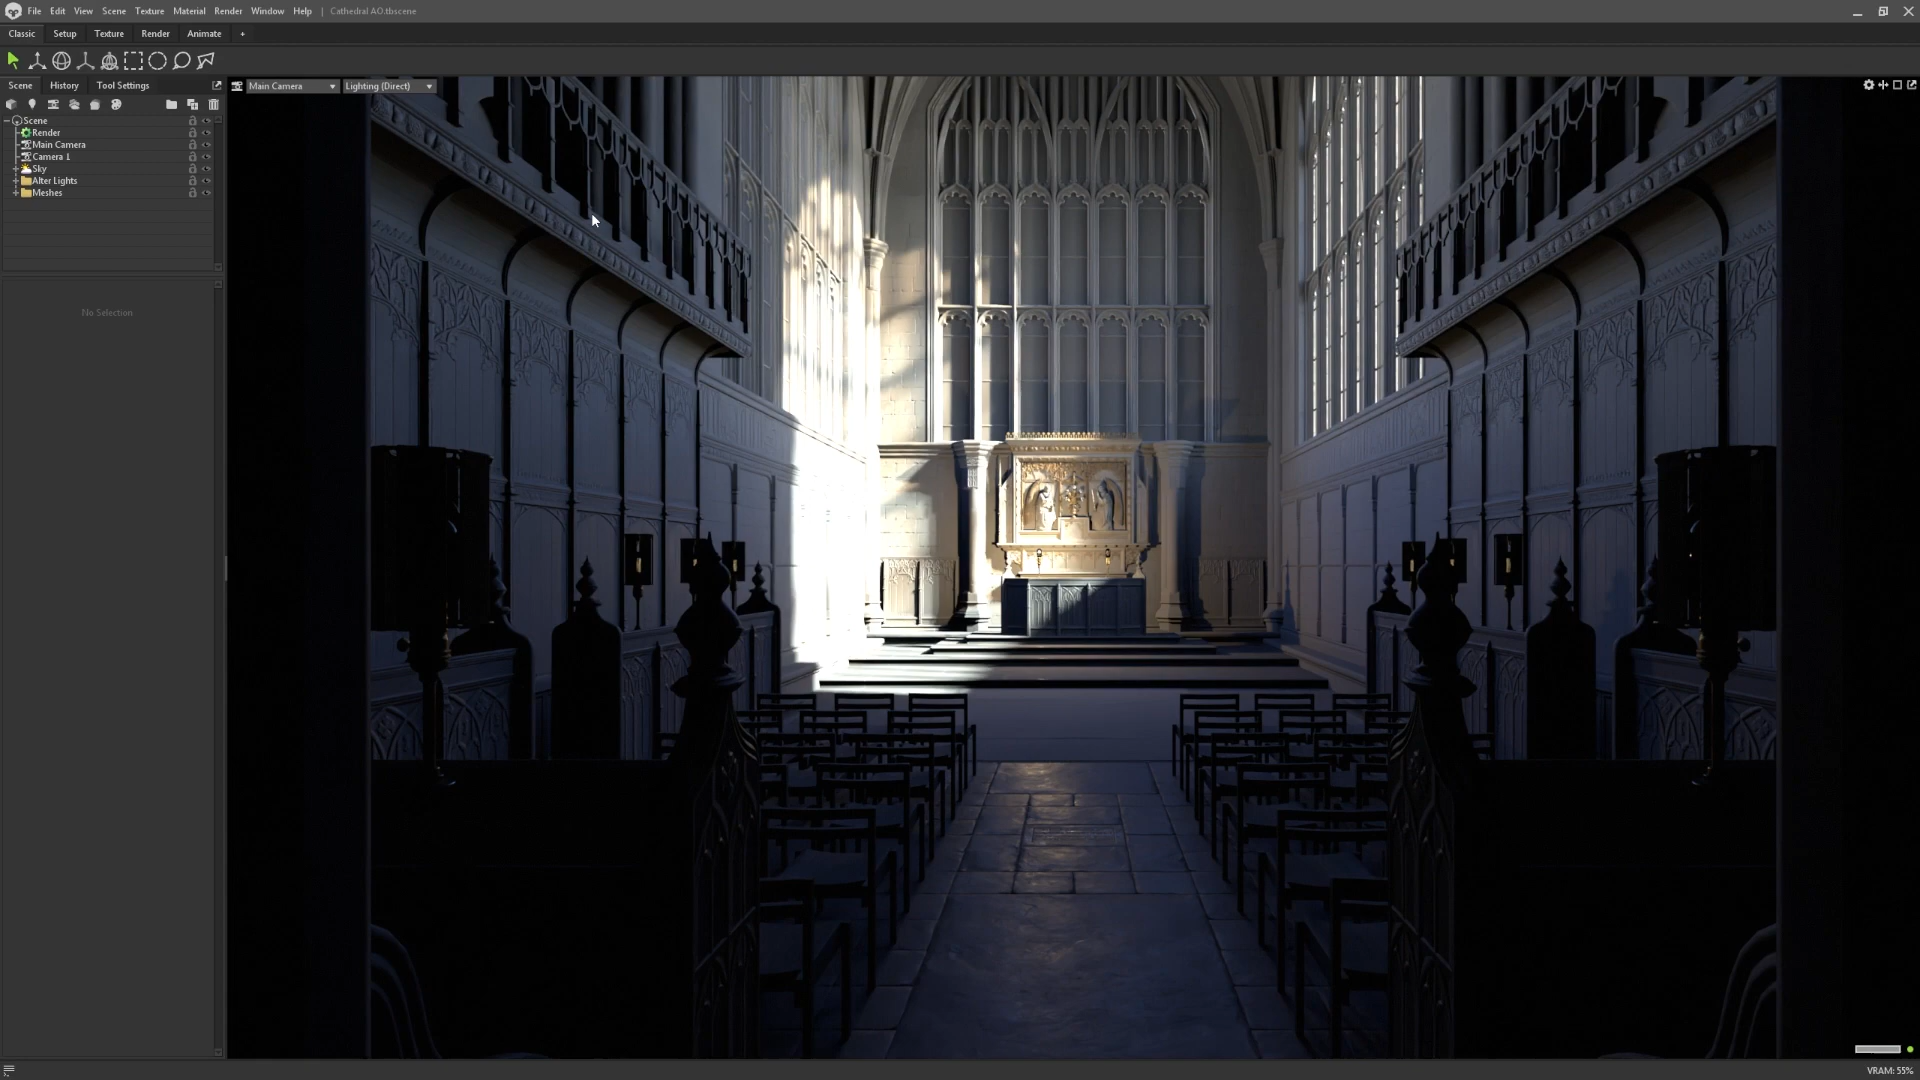 File Edit View Scene Texture Material Render Window Help | Cathedral AO.tbscene
Classic Setup Texture Render Animate +
Scene History Tool Settings
Main Camera Lighting (Direct)
Scene
Render
Main Camera
Camera 1
Sky
Alter Lights
Meshes
No Selection
VRAM: 55%